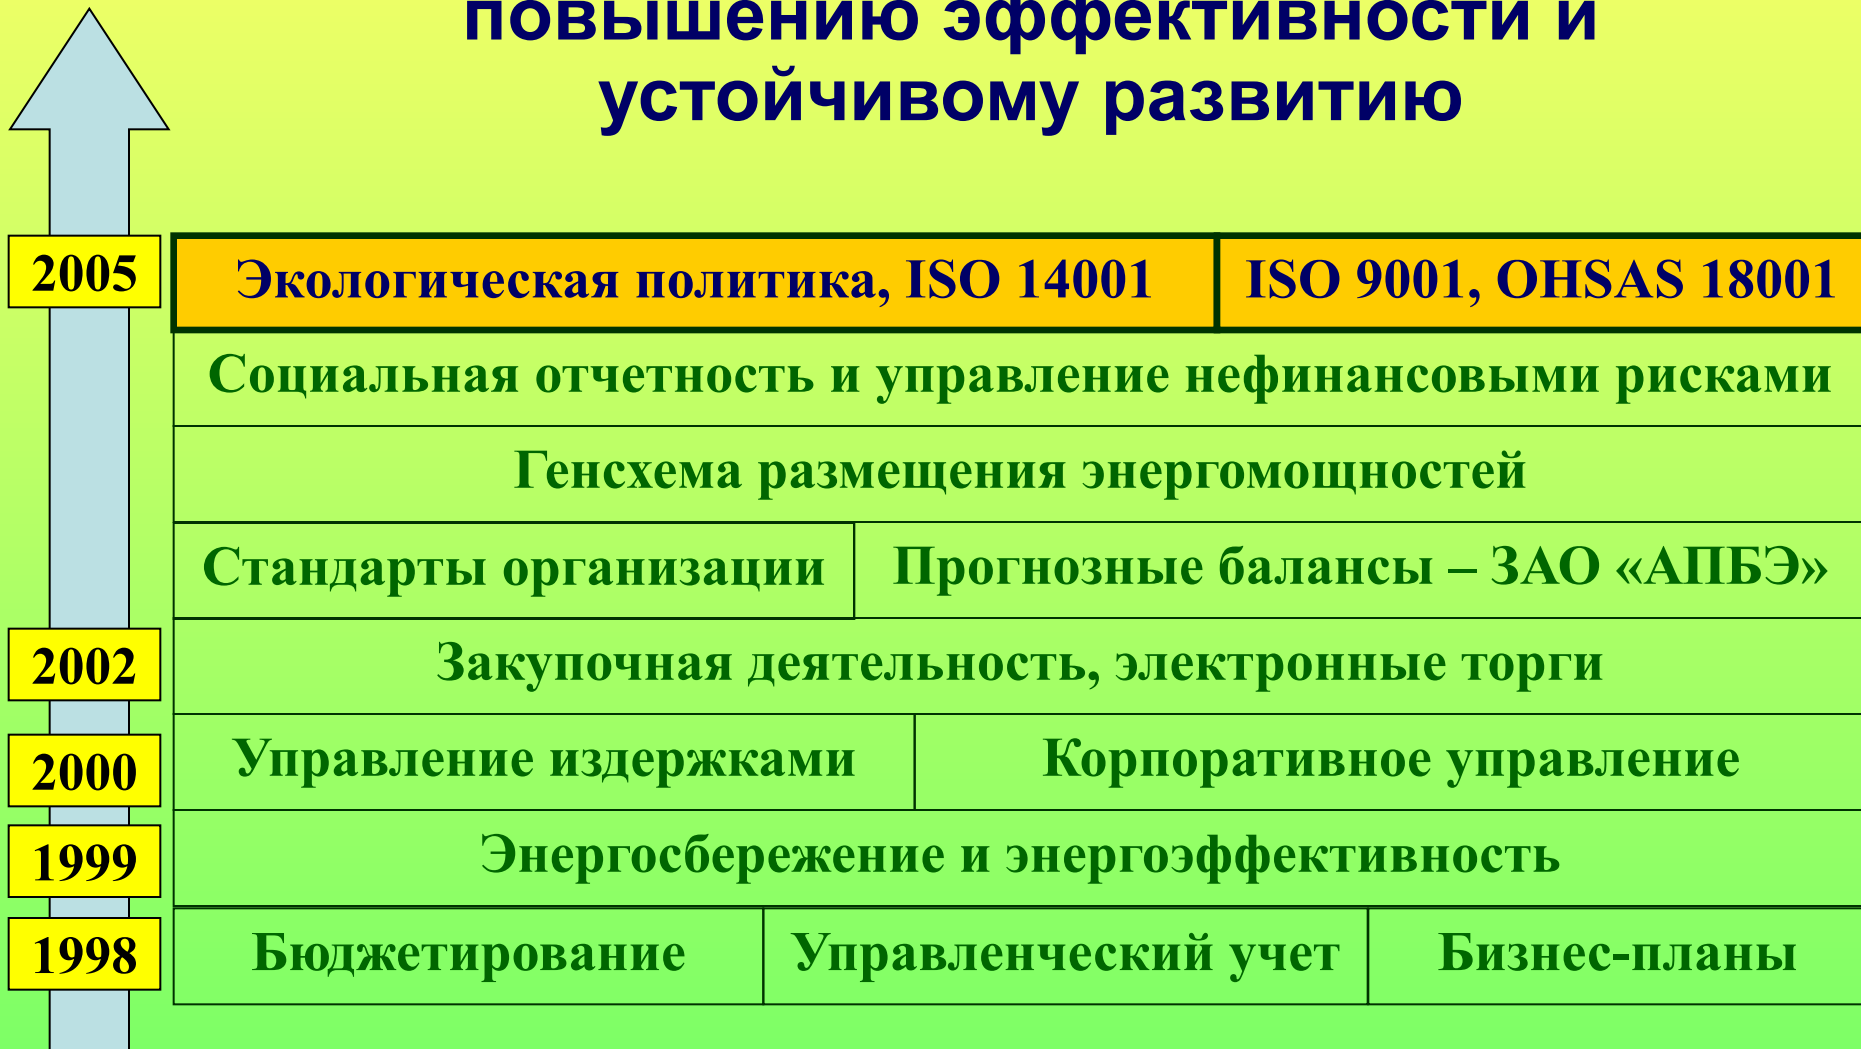 повышению эффективности и
устойчивому развитию
2005
Экологическая политика, ISO 14001
ISO 9001, OHSAS 18001
Социальная отчетность и управление нефинансовыми рисками
Генсхема размещения энергомощностей
Стандарты организации
Прогнозные балансы – ЗАО «АПБЭ»
2002
Закупочная деятельность, электронные торги
2000
Управление издержками
Корпоративное управление
1999
Энергосбережение и энергоэффективность
1998
Бюджетирование
Управленческий учет
Бизнес-планы